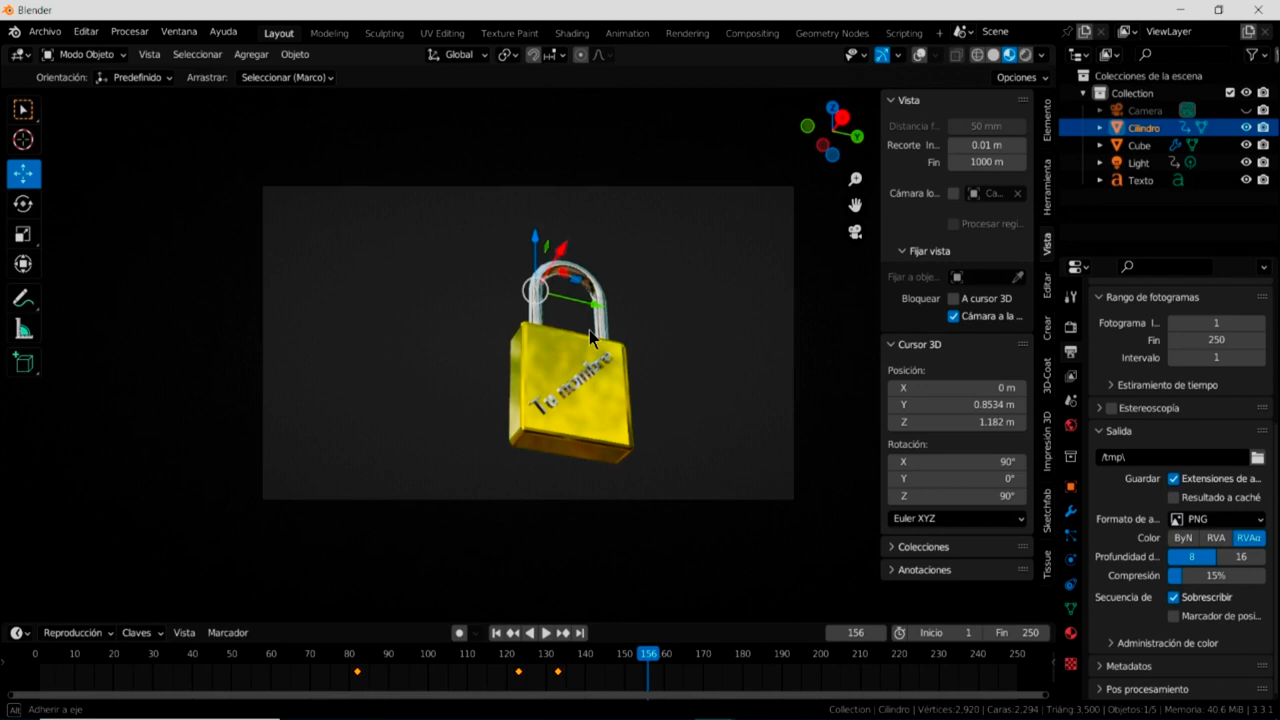 Blender
Archivo Editar Procesar Ventana Ayuda Layout Modeling Sculpting UV Editing Texture Paint Shading Animation Rendering Compositing Geometry Nodes Scripting + Scene ViewLayer
Modo Objeto Vista Seleccionar Agregar Objeto Global
Orientación: Predefinido Arrastrar: Seleccionar (Marco) Opciones
Colecciones de la escena
Collection
Camera
Cilindro
Cube
Light
Texto
Z
Y
Vista
Distancia f... 50 mm
Recorte In... 0.01 m
Fin 1000 m
Cámara lo... Ca...
Procesar regi...
Fijar vista
Fijar a obje...
Bloquear A cursor 3D
Cámara a la ...
Cursor 3D
Posición:
X 0 m
Y 0.8534 m
Z 1.182 m
Rotación:
X 90°
Y 0°
Z 90°
Euler XYZ
Colecciones
Anotaciones
Elemento
Herramienta
Vista
Editar
Crear
3D-Coat
Impresión 3D
Sketchfab
Tissue
Tu nombre
Rango de fotogramas
Fotograma I... 1
Fin 250
Intervalo 1
Estiramiento de tiempo
Estereoscopía
Salida
/tmp\
Guardar Extensiones de a...
Resultado a caché
Formato de a... PNG
Color ByN RVA RVAα
Profundidad d... 8 16
Compresión 15%
Secuencia de Sobrescribir
Marcador de posi...
Administración de color
Metadatos
Pos procesamiento
Reproducción Claves Vista Marcador 156 Inicio 1 Fin 250
0 10 20 30 40 50 60 70 80 90 100 110 120 130 140 150 156 60 170 180 190 200 210 220 230 240 250
Alt Adherir a eje Collection | Cilindro | Vértices:2,920 | Caras:2,294 | Triáng:3,500 | Objetos:1/5 | Memoria: 40.6 MiB | 3.3.1